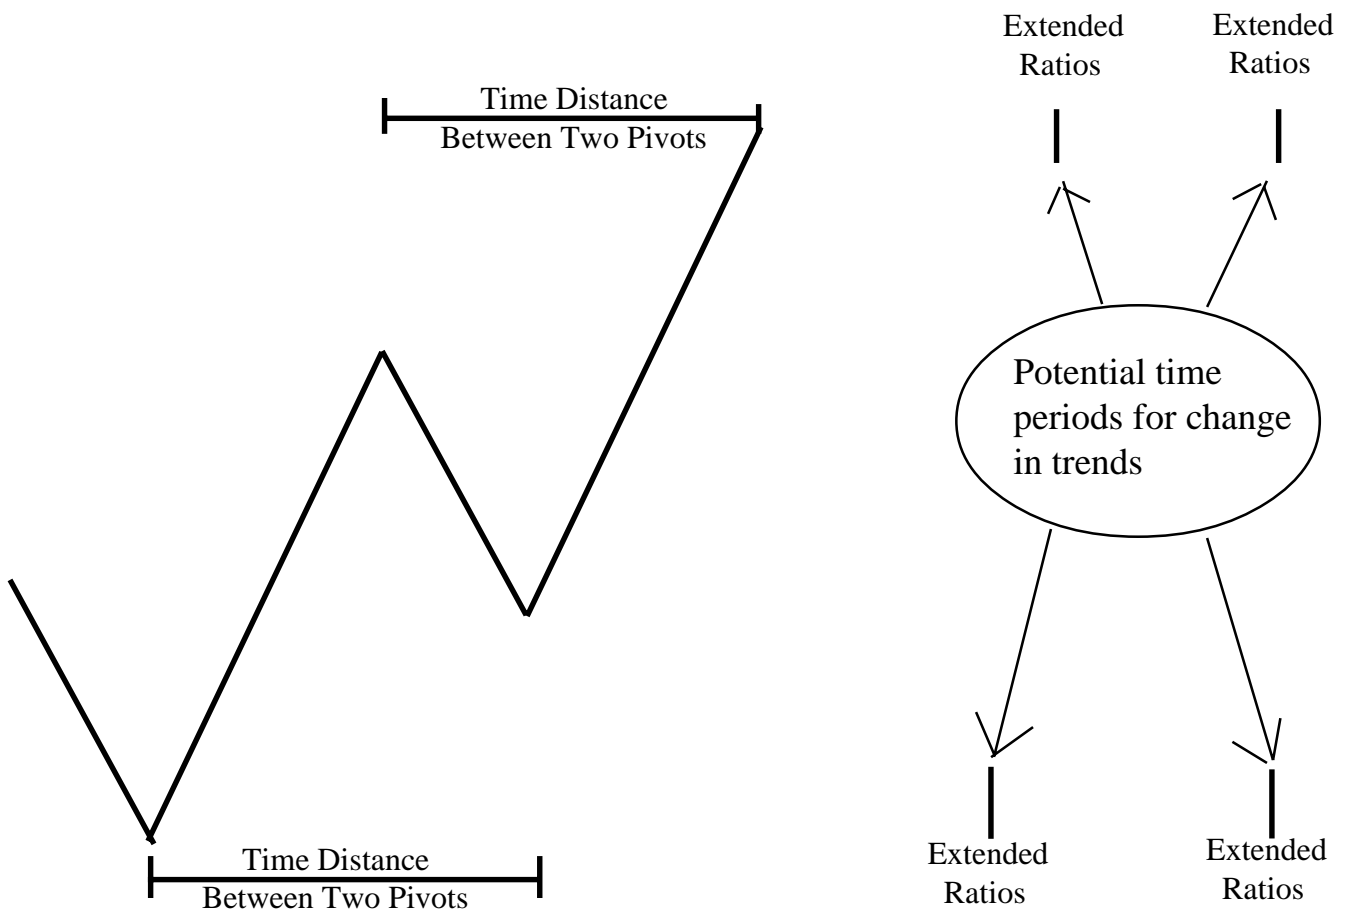 Extended
Ratios
Extended
Ratios
Time Distance
Between Two Pivots
Potential time
periods for change
in trends
Time Distance
Between Two Pivots
Extended
Ratios
Extended
Ratios